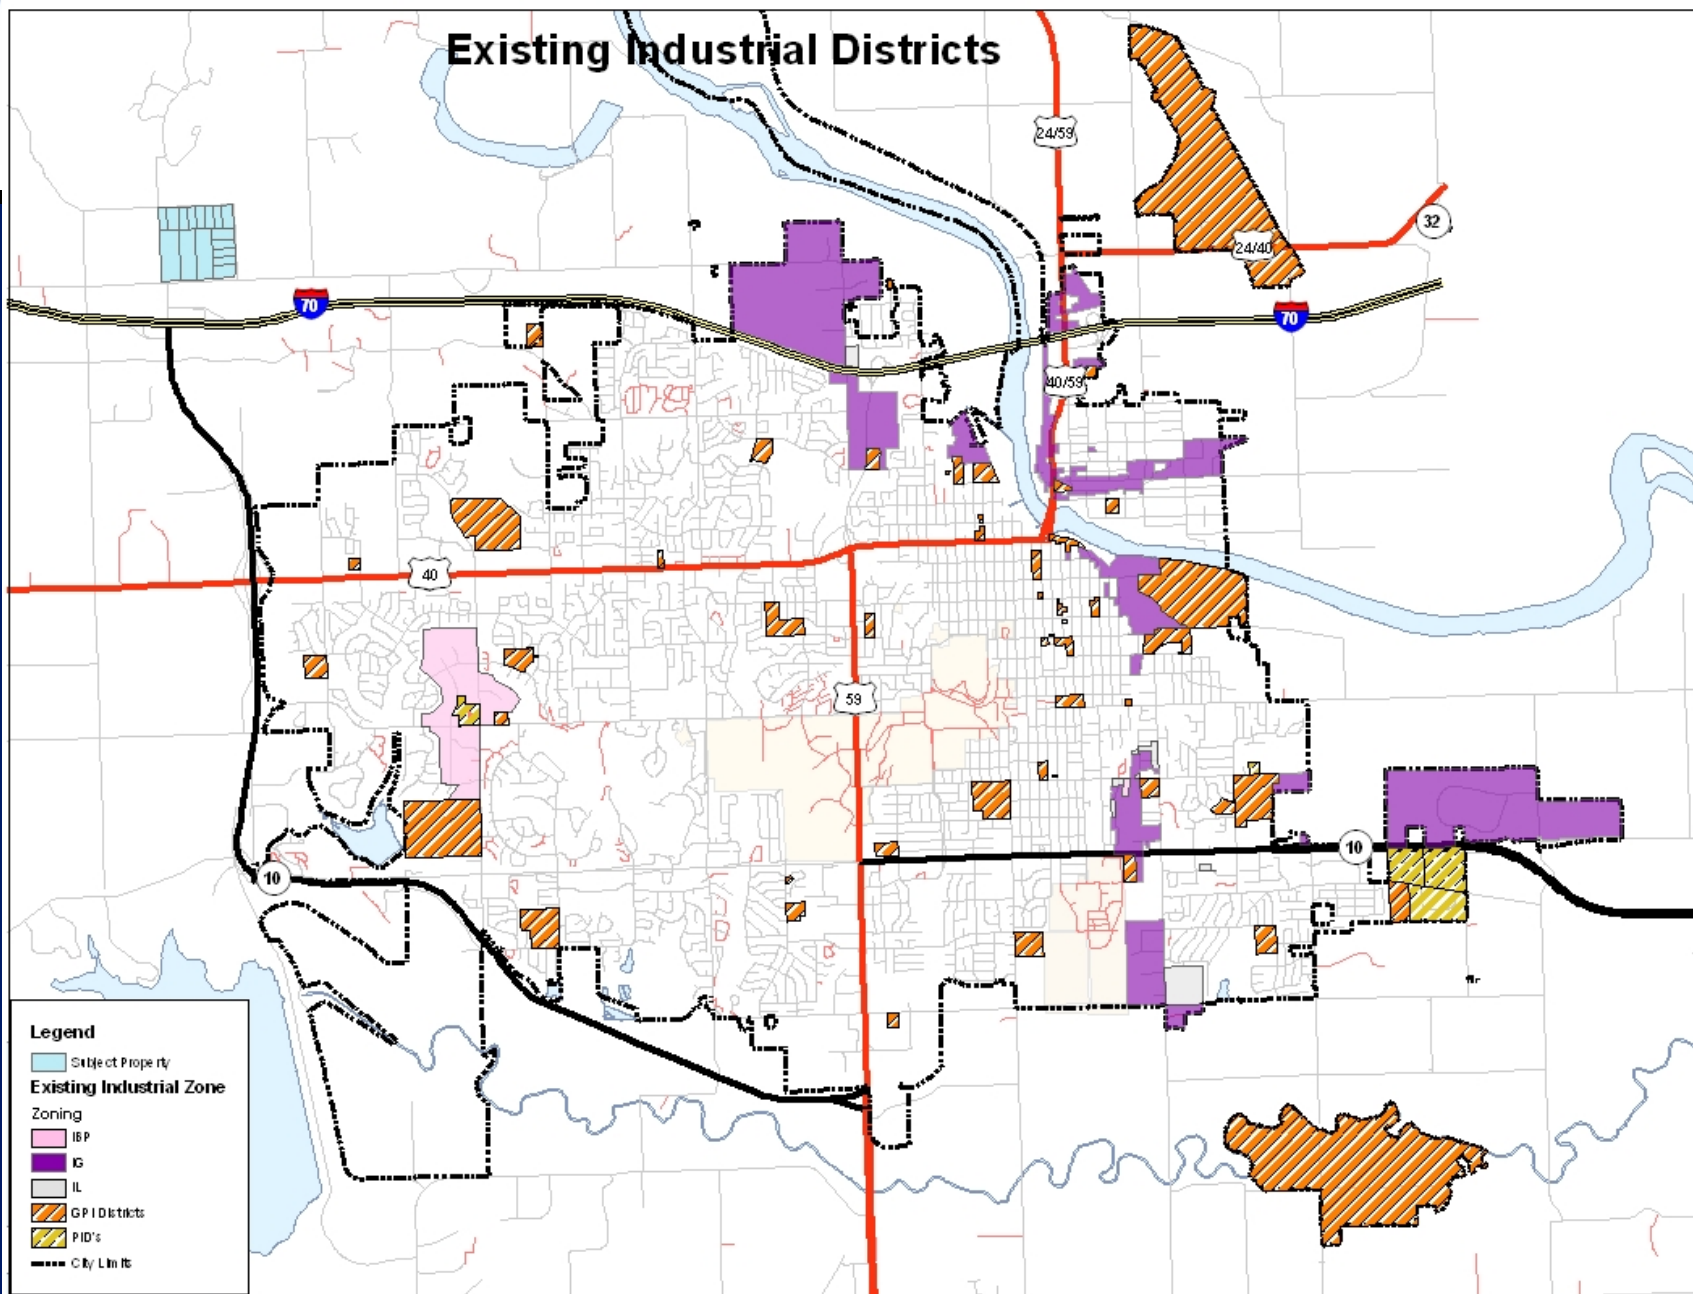 Existing Industrial Districts
24/59
32
24/40
70
70
40/59
40
59
10
10
Legend
Subject Property
Existing Industrial Zone
Zoning
IBP
IG
IL
GPI Districts
PID's
City Limits